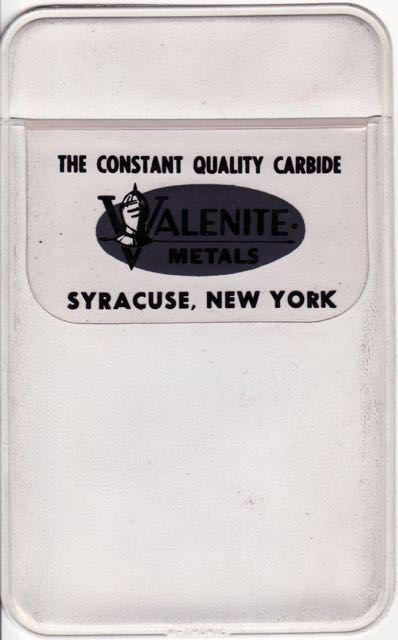 THE CONSTANT QUALITY CARBIDE
VALENITE
METALS
SYRACUSE, NEW YORK